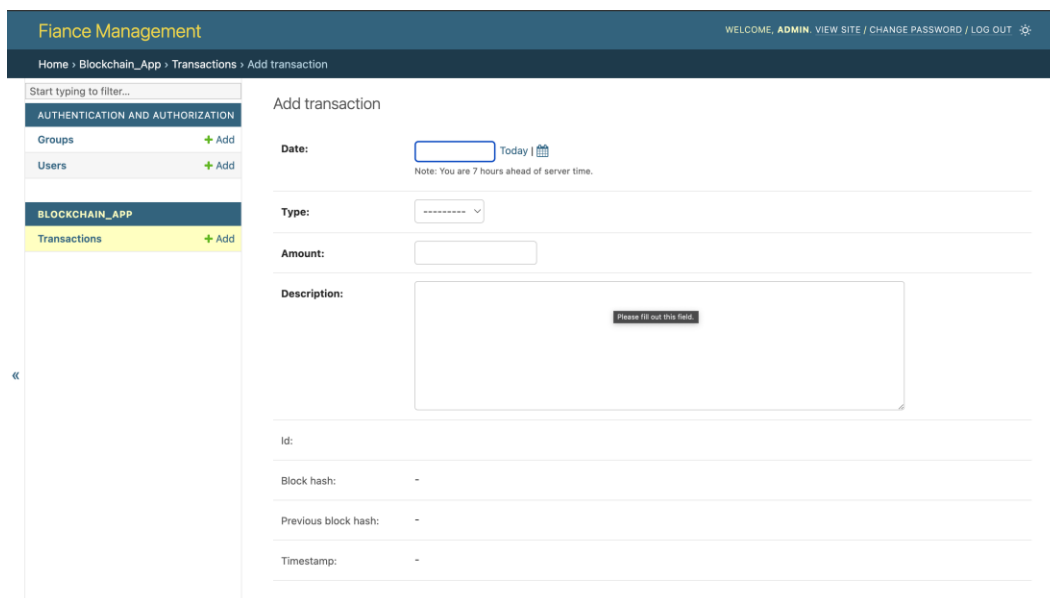 Fiance Management
WELCOME, ADMIN. VIEW SITE / CHANGE PASSWORD / LOG OUT
Home › Blockchain_App › Transactions › Add transaction
Start typing to filter...
AUTHENTICATION AND AUTHORIZATION
Groups + Add
Users + Add
BLOCKCHAIN_APP
Transactions + Add
«
Add transaction
Date: Today |
Note: You are 7 hours ahead of server time.
Type: ---------
Amount:
Description:
Please fill out this field.
Id:
Block hash: -
Previous block hash: -
Timestamp: -